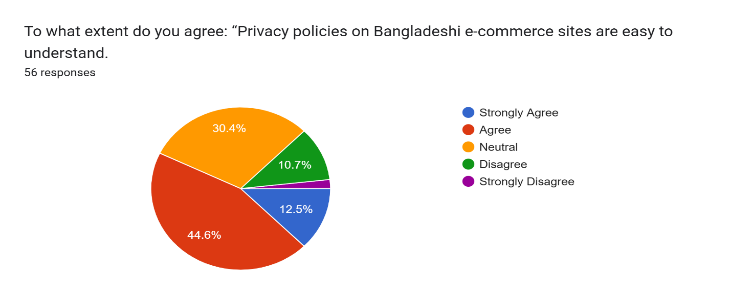 To what extent do you agree: “Privacy policies on Bangladeshi e-commerce sites are easy to
understand.
56 responses
30.4%
10.7%
12.5%
44.6%
Strongly Agree
Agree
Neutral
Disagree
Strongly Disagree